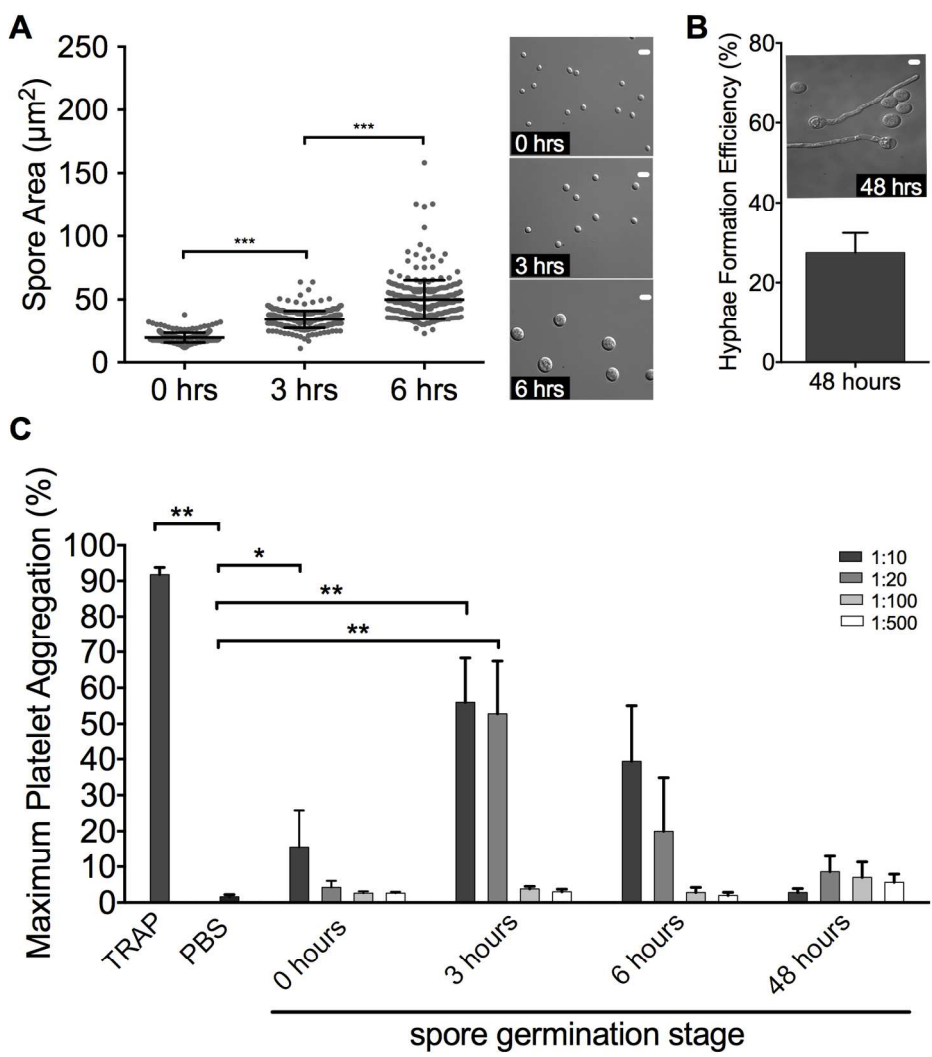 A
Spore Area (µm²)
250
200
150
100
50
0
***
***
0 hrs
3 hrs
6 hrs
0 hrs
3 hrs
6 hrs
B
Hyphae Formation Efficiency (%)
80
60
40
20
0
48 hrs
48 hours
C
Maximum Platelet Aggregation (%)
100
90
80
70
60
50
40
30
20
10
0
**
*
**
**
1:10
1:20
1:100
1:500
TRAP
PBS
0 hours
3 hours
6 hours
48 hours
spore germination stage